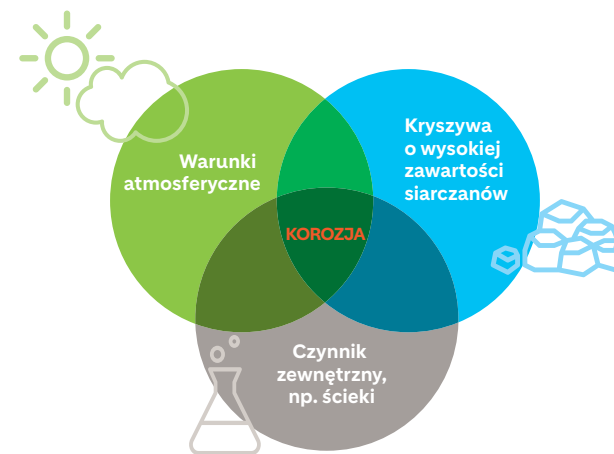 Warunki
atmosferyczne
Kryszywa
o wysokiej
zawartości
siarczanów
KOROZJA
Czynnik
zewnętrzny,
np. ścieki